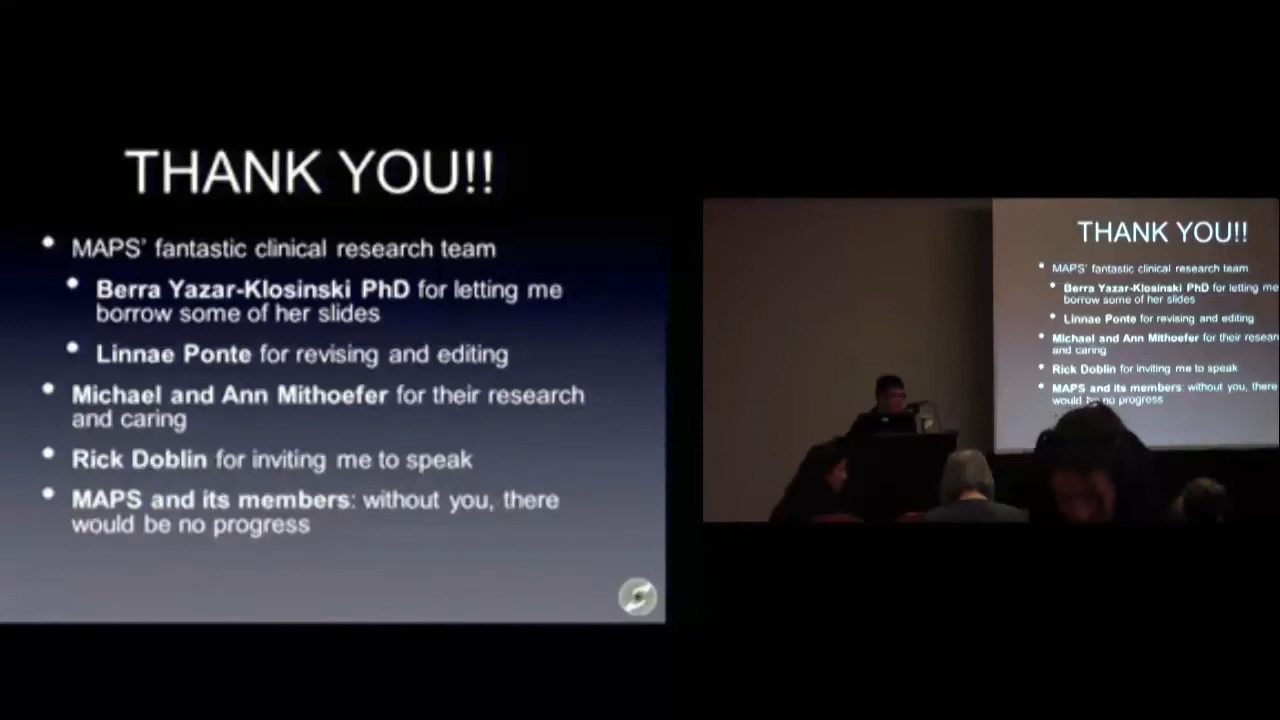 THANK YOU!!
MAPS' fantastic clinical research team
Berra Yazar-Klosinski PhD for letting me
borrow some of her slides
Linnae Ponte for revising and editing
Michael and Ann Mithoefer for their research
and caring
Rick Doblin for inviting me to speak
MAPS and its members: without you, there
would be no progress
THANK YOU!!
MAPS' fantastic clinical research team
Berra Yazar-Klosinski PhD for letting me
borrow some of her slides
Linnae Ponte for revising and editing
Michael and Ann Mithoefer for their resear
and caring
Rick Doblin for inviting me to speak
MAPS and its members: without you, there
would be no progress